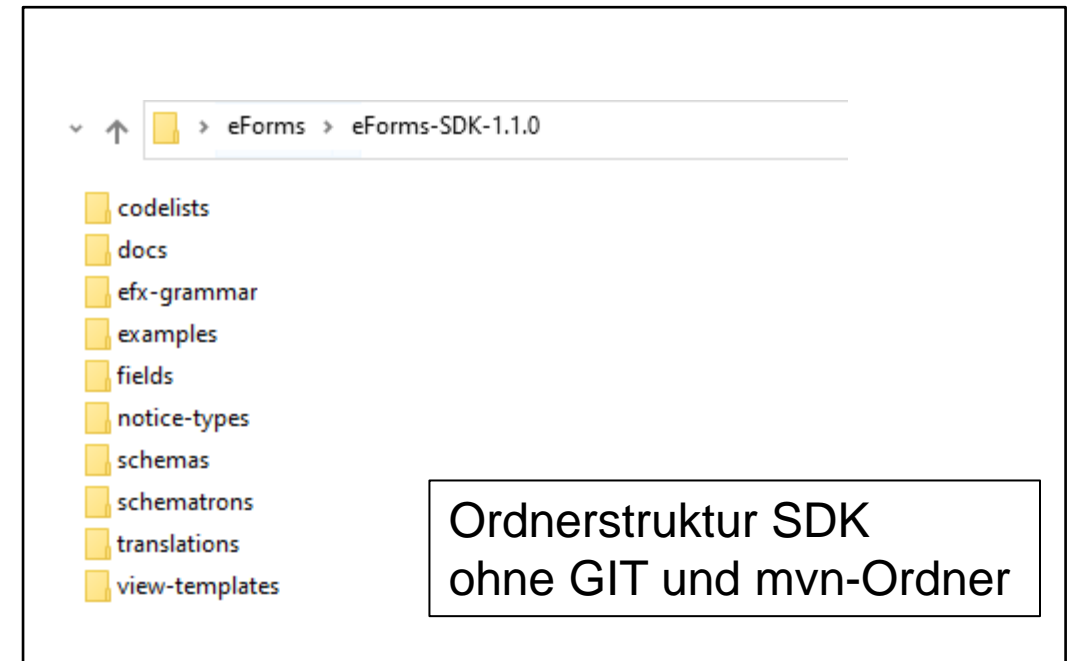 eForms > eForms-SDK-1.1.0
codelists
docs
efx-grammar
examples
fields
notice-types
schemas
schematrons
translations
view-templates
Ordnerstruktur SDK
ohne GIT und mvn-Ordner